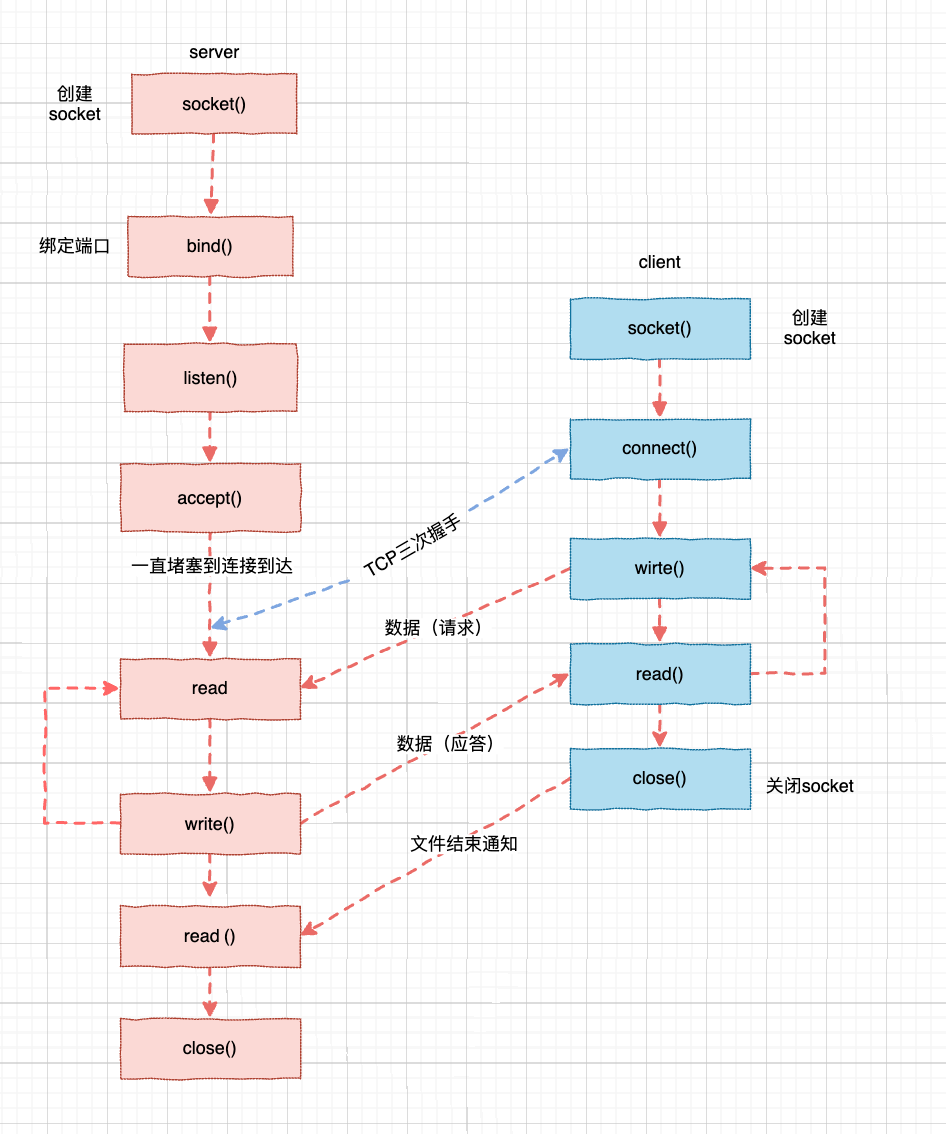 server
创建
socket
socket()
绑定端口
bind()
client
listen()
socket()
创建
socket
connect()
accept()
TCP三次握手
一直堵塞到连接到达
wirte()
数据（请求）
read
read()
数据（应答）
close()
关闭socket
write()
文件结束通知
read ()
close()